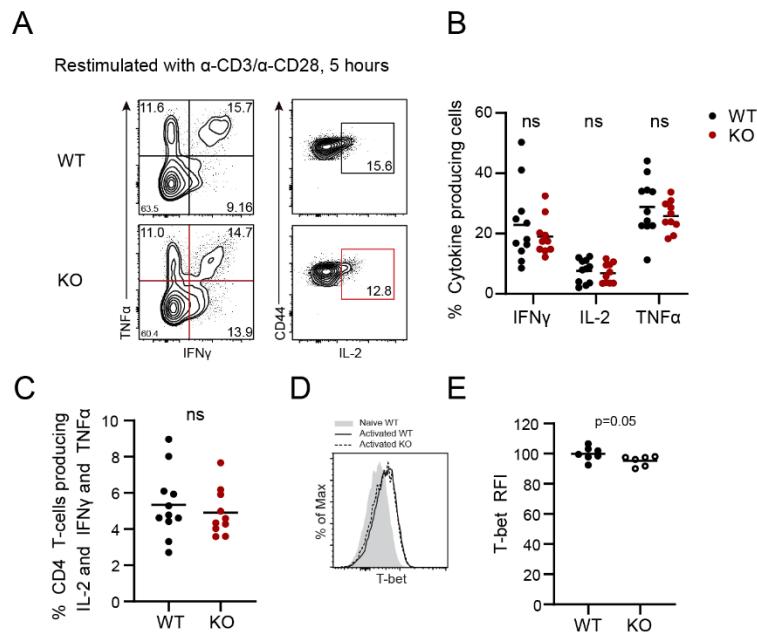 A
Restimulated with α-CD3/α-CD28, 5 hours
WT
11.6
15.7
63.5
9.16
15.6
KO
11.0
14.7
60.4
13.9
12.8
TNFα
IFNγ
CD44
IL-2
B
% Cytokine producing cells
60
40
20
0
ns
ns
ns
WT
KO
IFNγ
IL-2
TNFα
C
% CD4 T-cells producing
IL-2 and IFNγ and TNFα
10
8
6
4
2
0
ns
WT
KO
D
Naive WT
Activated WT
Activated KO
% of Max
T-bet
E
T-bet RFI
120
100
80
60
40
20
0
p=0.05
WT
KO